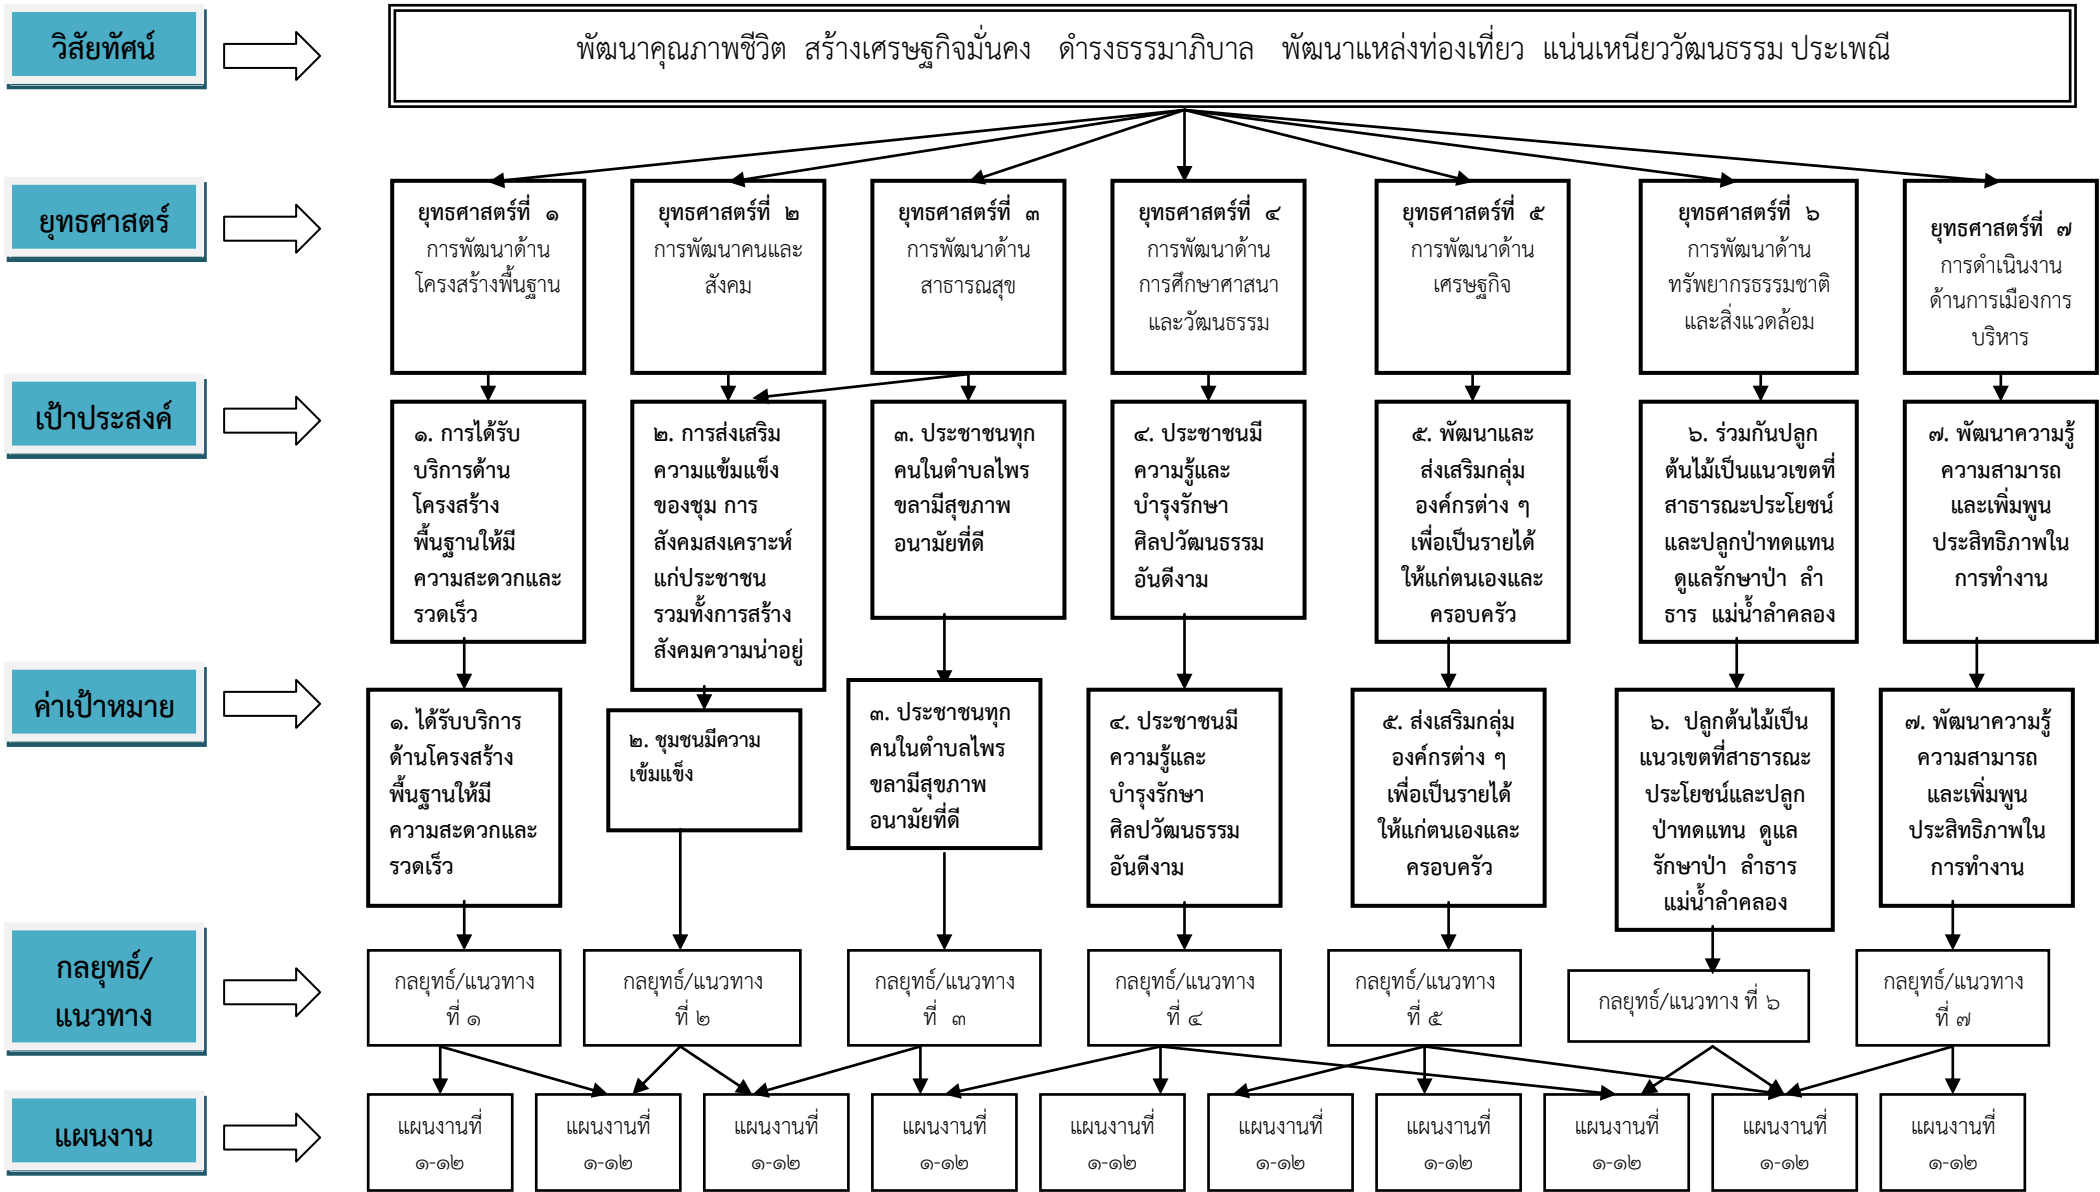 วิสัยทัศน์
พัฒนาคุณภาพชีวิต สร้างเศรษฐกิจมั่นคง ดำรงธรรมาภิบาล พัฒนาแหล่งท่องเที่ยว แน่นเหนียววัฒนธรรม ประเพณี
ยุทธศาสตร์
ยุทธศาสตร์ที่ ๑
การพัฒนาด้าน
โครงสร้างพื้นฐาน
ยุทธศาสตร์ที่ ๒
การพัฒนาคนและ
สังคม
ยุทธศาสตร์ที่ ๓
การพัฒนาด้าน
สาธารณสุข
ยุทธศาสตร์ที่ ๔
การพัฒนาด้าน
การศึกษาศาสนา
และวัฒนธรรม
ยุทธศาสตร์ที่ ๕
การพัฒนาด้าน
เศรษฐกิจ
ยุทธศาสตร์ที่ ๖
การพัฒนาด้าน
ทรัพยากรธรรมชาติ
และสิ่งแวดล้อม
ยุทธศาสตร์ที่ ๗
การดำเนินงาน
ด้านการเมืองการ
บริหาร
เป้าประสงค์
๑. การได้รับ
บริการด้าน
โครงสร้าง
พื้นฐานให้มี
ความสะดวกและ
รวดเร็ว
๒. การส่งเสริม
ความแข้มแข็ง
ของชุม การ
สังคมสงเคราะห์
แก่ประชาชน
รวมทั้งการสร้าง
สังคมความน่าอยู่
๓. ประชาชนทุก
คนในตำบลไพร
ขลามีสุขภาพ
อนามัยที่ดี
๔. ประชาชนมี
ความรู้และ
บำรุงรักษา
ศิลปวัฒนธรรม
อันดีงาม
๕. พัฒนาและ
ส่งเสริมกลุ่ม
องค์กรต่าง ๆ
เพื่อเป็นรายได้
ให้แก่ตนเองและ
ครอบครัว
๖. ร่วมกันปลูก
ต้นไม้เป็นแนวเขตที่
สาธารณะประโยชน์
และปลูกป่าทดแทน
ดูแลรักษาป่า ลำ
ธาร แม่น้ำลำคลอง
๗. พัฒนาความรู้
ความสามารถ
และเพิ่มพูน
ประสิทธิภาพใน
การทำงาน
ค่าเป้าหมาย
๑. ได้รับบริการ
ด้านโครงสร้าง
พื้นฐานให้มี
ความสะดวกและ
รวดเร็ว
๒. ชุมชนมีความ
เข้มแข็ง
๓. ประชาชนทุก
คนในตำบลไพร
ขลามีสุขภาพ
อนามัยที่ดี
๔. ประชาชนมี
ความรู้และ
บำรุงรักษา
ศิลปวัฒนธรรม
อันดีงาม
๕. ส่งเสริมกลุ่ม
องค์กรต่าง ๆ
เพื่อเป็นรายได้
ให้แก่ตนเองและ
ครอบครัว
๖. ปลูกต้นไม้เป็น
แนวเขตที่สาธารณะ
ประโยชน์และปลูก
ป่าทดแทน ดูแล
รักษาป่า ลำธาร
แม่น้ำลำคลอง
๗. พัฒนาความรู้
ความสามารถ
และเพิ่มพูน
ประสิทธิภาพใน
การทำงาน
กลยุทธ์/
แนวทาง
กลยุทธ์/แนวทาง
ที่ ๑
กลยุทธ์/แนวทาง
ที่ ๒
กลยุทธ์/แนวทาง
ที่ ๓
กลยุทธ์/แนวทาง
ที่ ๔
กลยุทธ์/แนวทาง
ที่ ๕
กลยุทธ์/แนวทาง ที่ ๖
กลยุทธ์/แนวทาง
ที่ ๗
แผนงาน
แผนงานที่
๑-๑๒
แผนงานที่
๑-๑๒
แผนงานที่
๑-๑๒
แผนงานที่
๑-๑๒
แผนงานที่
๑-๑๒
แผนงานที่
๑-๑๒
แผนงานที่
๑-๑๒
แผนงานที่
๑-๑๒
แผนงานที่
๑-๑๒
แผนงานที่
๑-๑๒